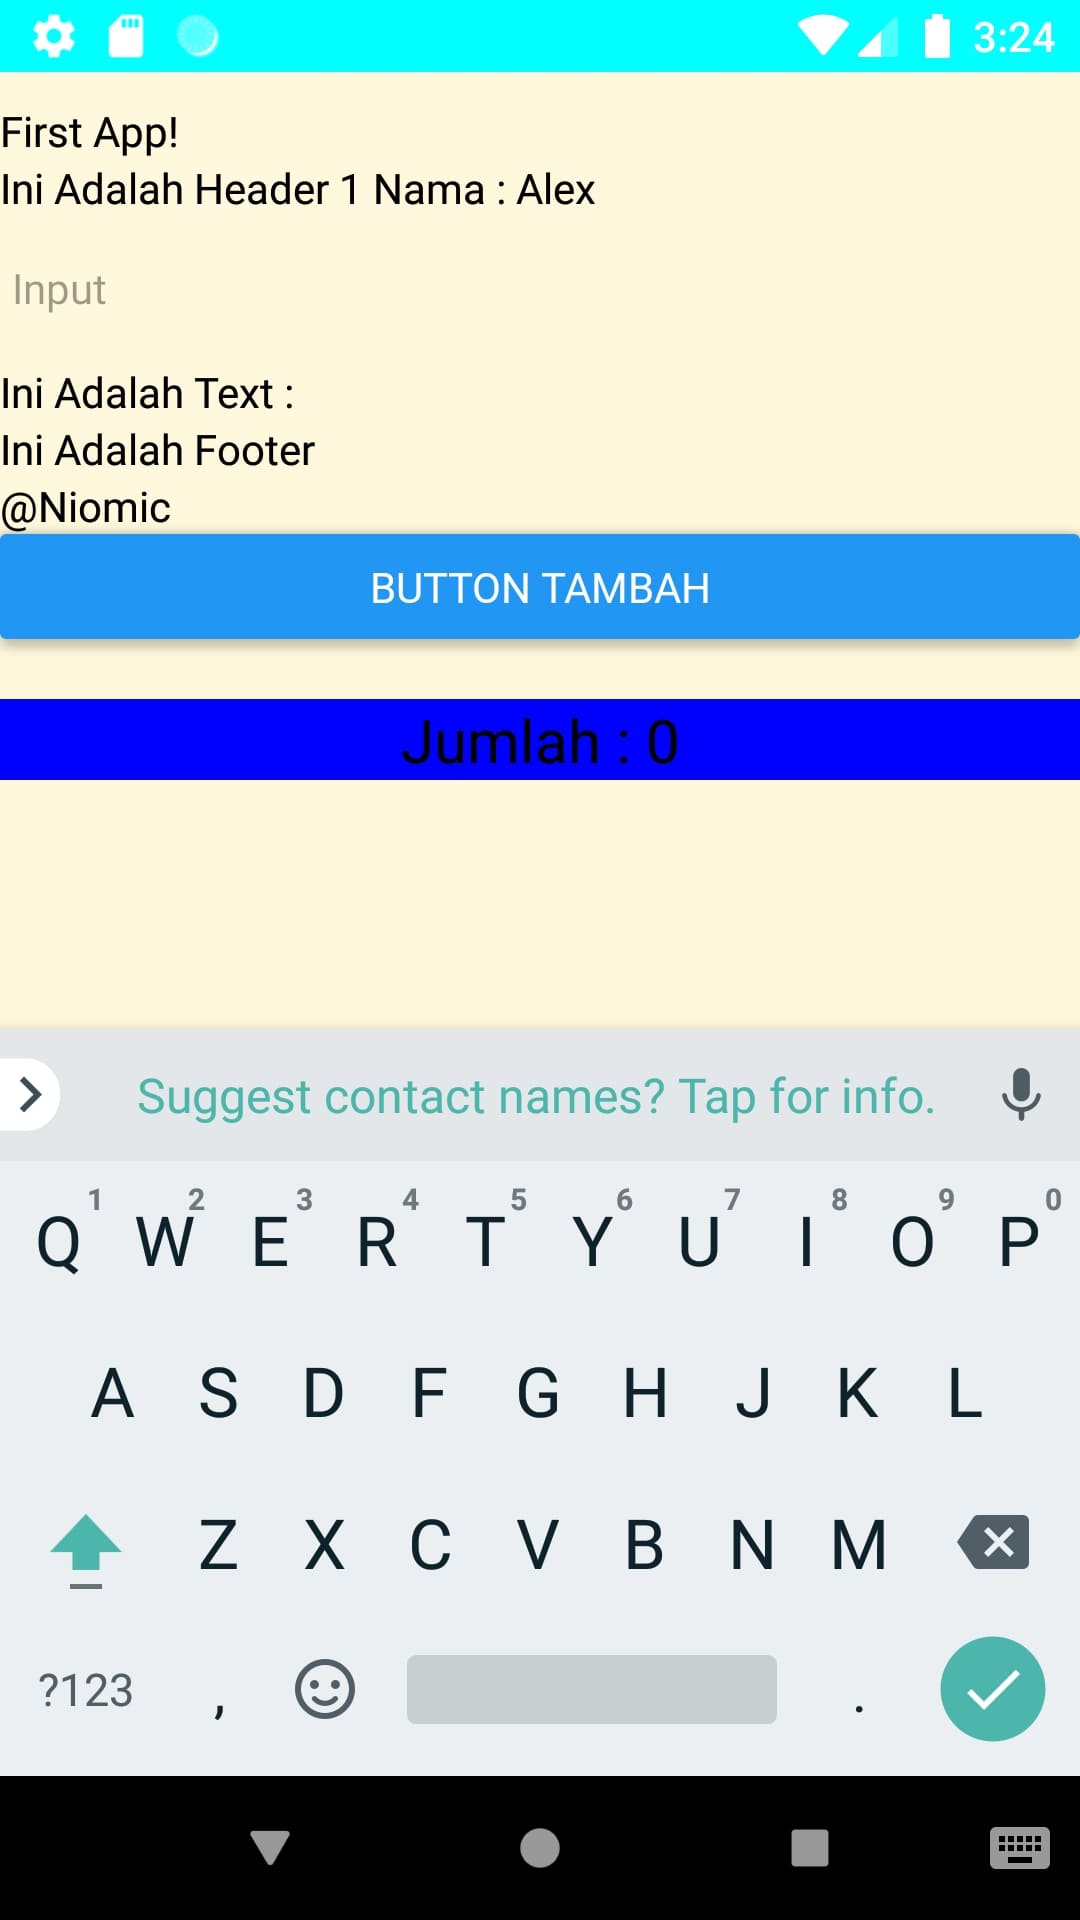 3:24
First App!
Ini Adalah Header 1 Nama : Alex
Input
Ini Adalah Text :
Ini Adalah Footer
@Niomic
BUTTON TAMBAH
Jumlah : 0
Suggest contact names? Tap for info.
1 2 3 4 5 6 7 8 9 0
Q W E R T Y U I O P
A S D F G H J K L
Z X C V B N M
?123 , .